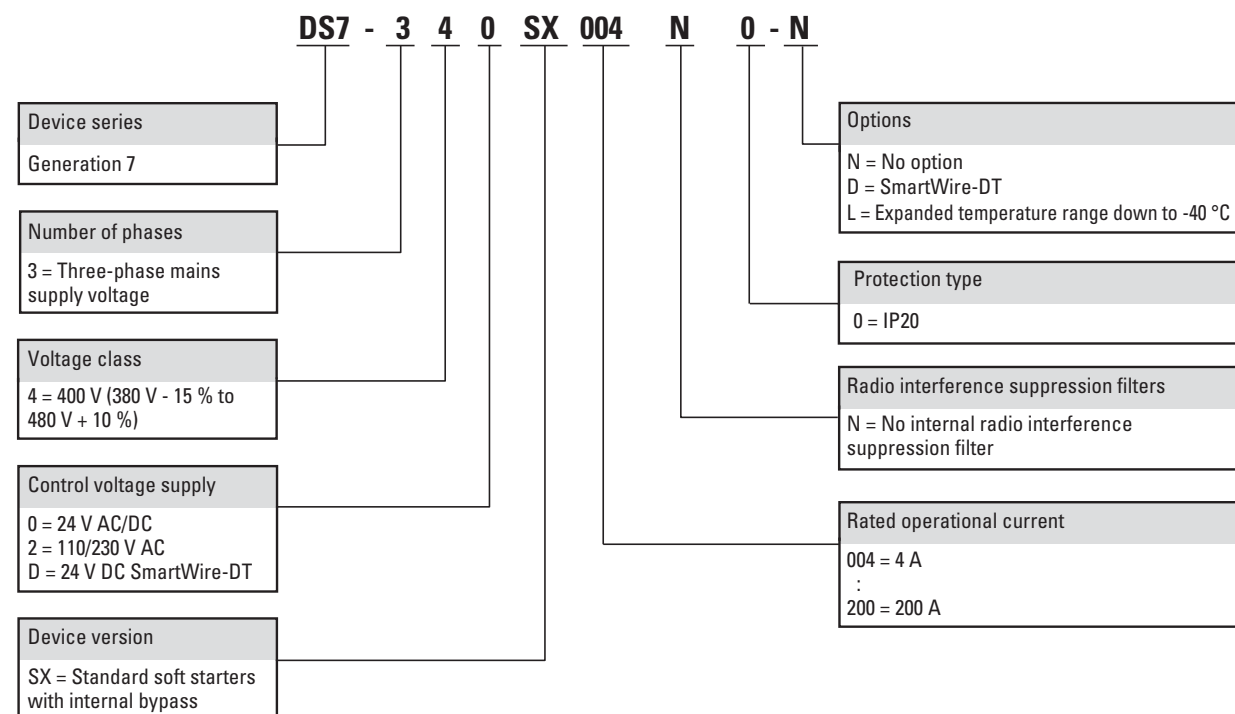 DS7 - 3 4 0 SX 004 N 0 - N
Device series
Generation 7
Number of phases
3 = Three-phase mains
supply voltage
Voltage class
4 = 400 V (380 V - 15 % to
480 V + 10 %)
Control voltage supply
0 = 24 V AC/DC
2 = 110/230 V AC
D = 24 V DC SmartWire-DT
Device version
SX = Standard soft starters
with internal bypass
Options
N = No option
D = SmartWire-DT
L = Expanded temperature range down to -40 °C
Protection type
0 = IP20
Radio interference suppression filters
N = No internal radio interference
suppression filter
Rated operational current
004 = 4 A
:
200 = 200 A